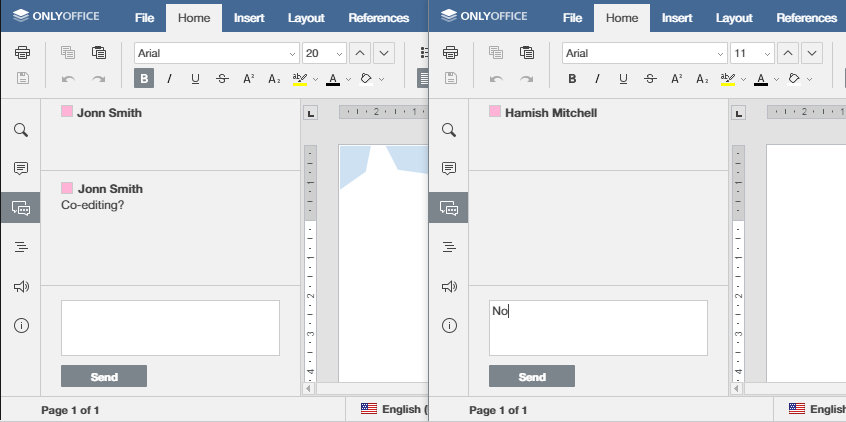 ONLYOFFICE File Home Insert Layout References
Arial 20
B I U S A² A₂ A
Jonn Smith
Jonn Smith
Co-editing?
Send
Page 1 of 1 English (
ONLYOFFICE File Home Insert Layout References
Arial 11
B I U S A² A₂ A
Hamish Mitchell
No
Send
Page 1 of 1 English